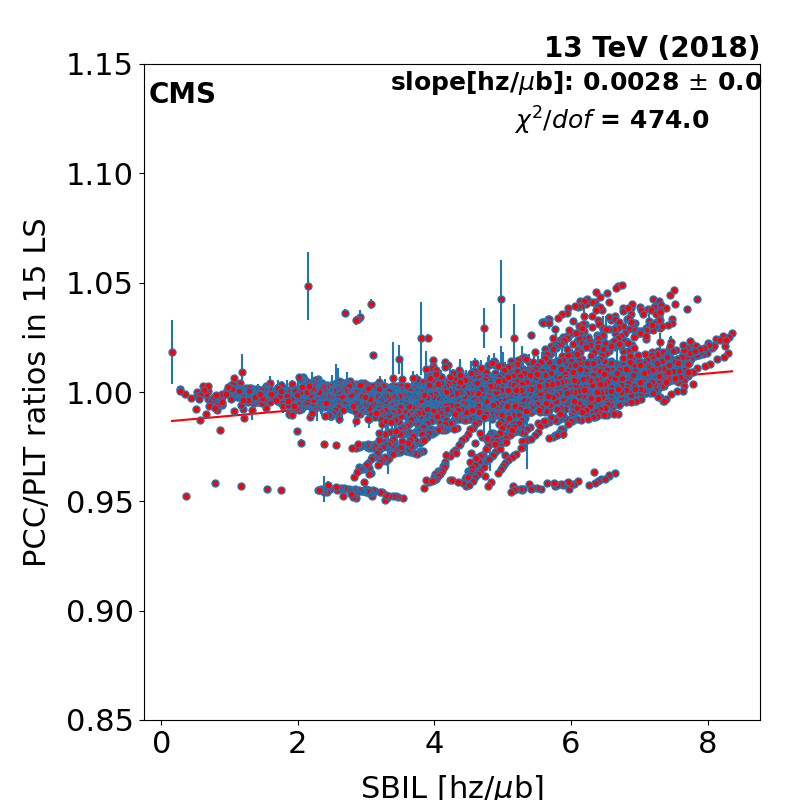 13 TeV (2018)
CMS
slope[hz/μb]: 0.0028 ± 0.0
χ²/dof = 474.0
PCC/PLT ratios in 15 LS
1.15
1.10
1.05
1.00
0.95
0.90
0.85
0 2 4 6 8
SBIL [hz/μb]